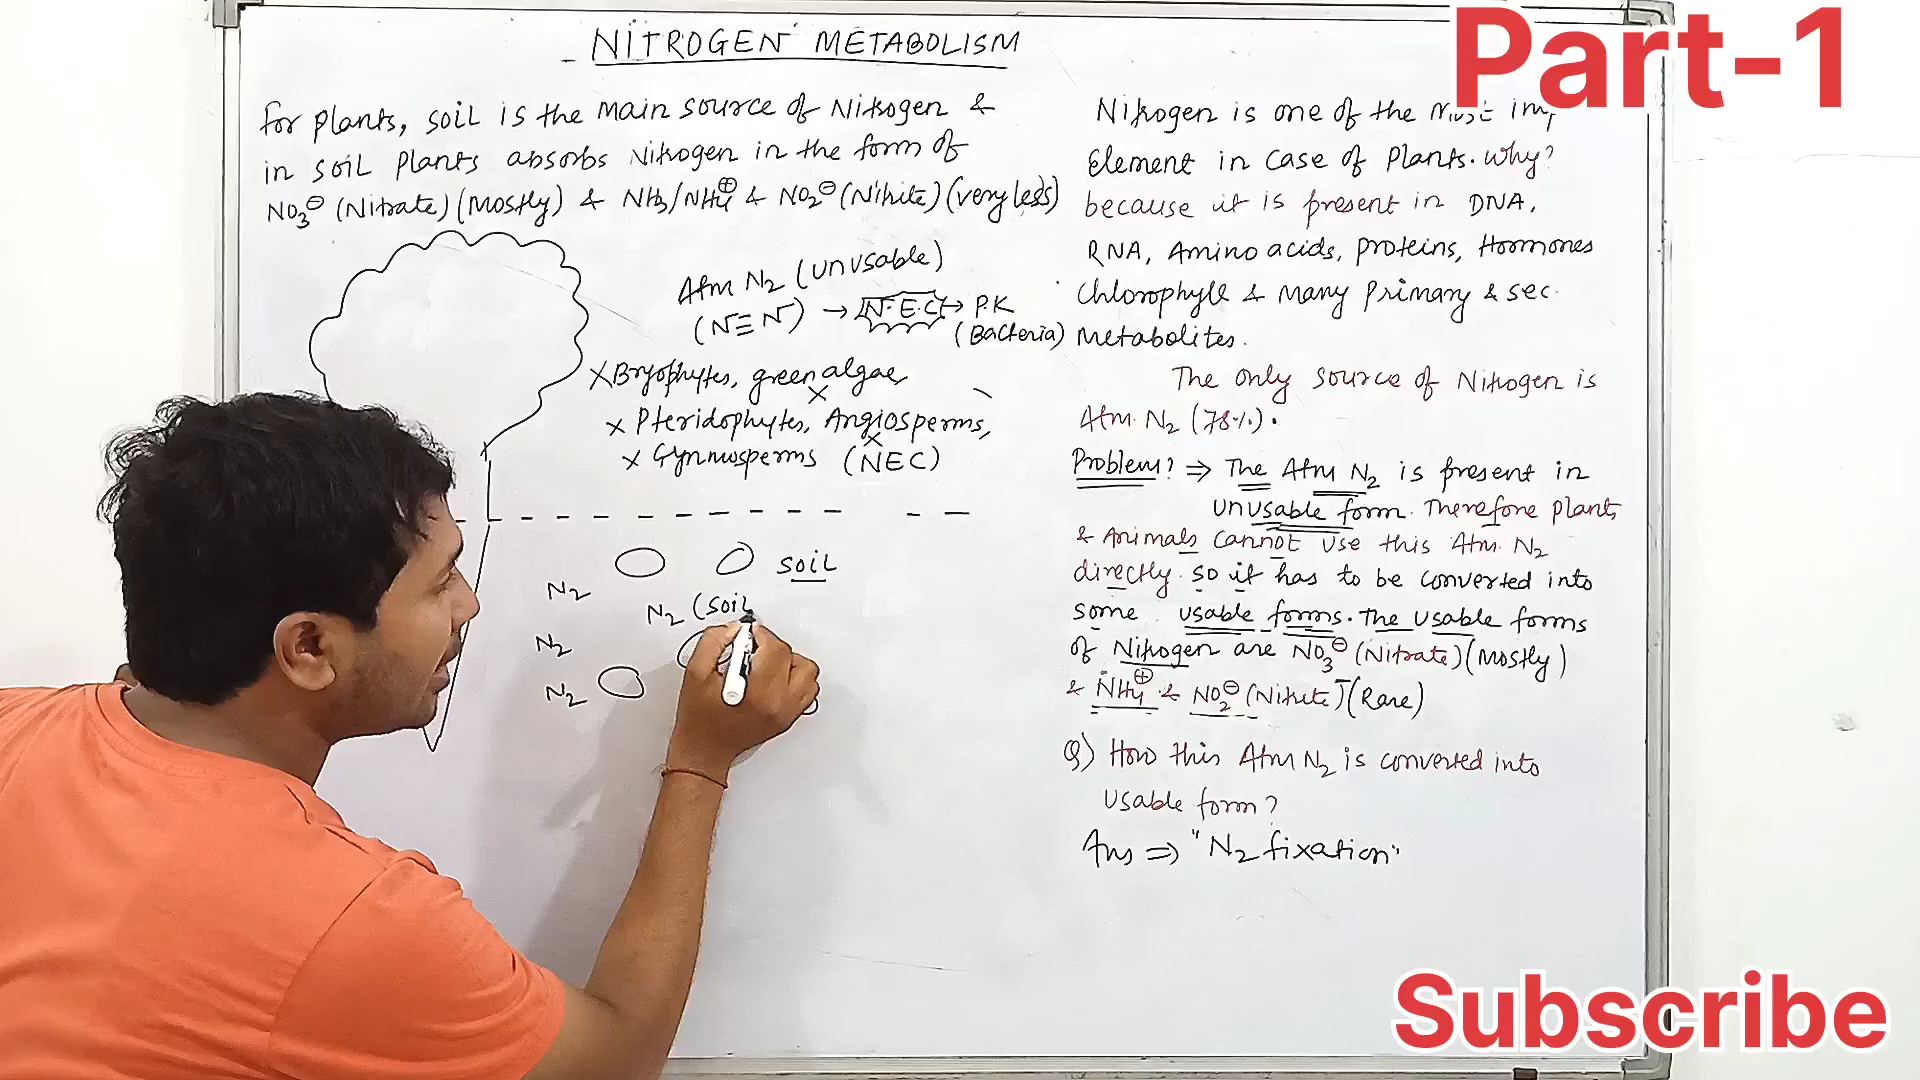 NITROGEN METABOLISM
Part-1
For plants, soil is the main source of Nitrogen &
in soil plants absorbs Nitrogen in the form of
NO3⊖ (Nitrate) (Mostly) & NH3/NH4⊕ & NO2⊖ (Nitrite) (very less)
Atm N2 (unusable)
(N≡N) → N.E.C → P.K
(Bacteria)
X Bryophytes, green algae,
X
X Pteridophytes, Angiosperms,
X
X Gymnosperms (NEC)
soil
N2
N2 (soil
N2
N2
Nitrogen is one of the most imp
Element in case of plants. why?
because it is present in DNA,
RNA, Amino acids, proteins, Hormones
Chlorophyll & many primary & sec.
metabolites.
The only source of Nitrogen is
Atm. N2 (78%).
Problem? ⇒ The Atm N2 is present in
unusable form. Therefore plants
& Animals cannot use this Atm. N2
directly. so it has to be converted into
some usable forms. The usable forms
of Nitrogen are NO3⊖ (Nitrate) (Mostly)
& NH4⊕ & NO2⊖ (Nitrite) (Rare)
Q) How this Atm N2 is converted into
usable form?
Ans ⇒ "N2 fixation"
Subscribe